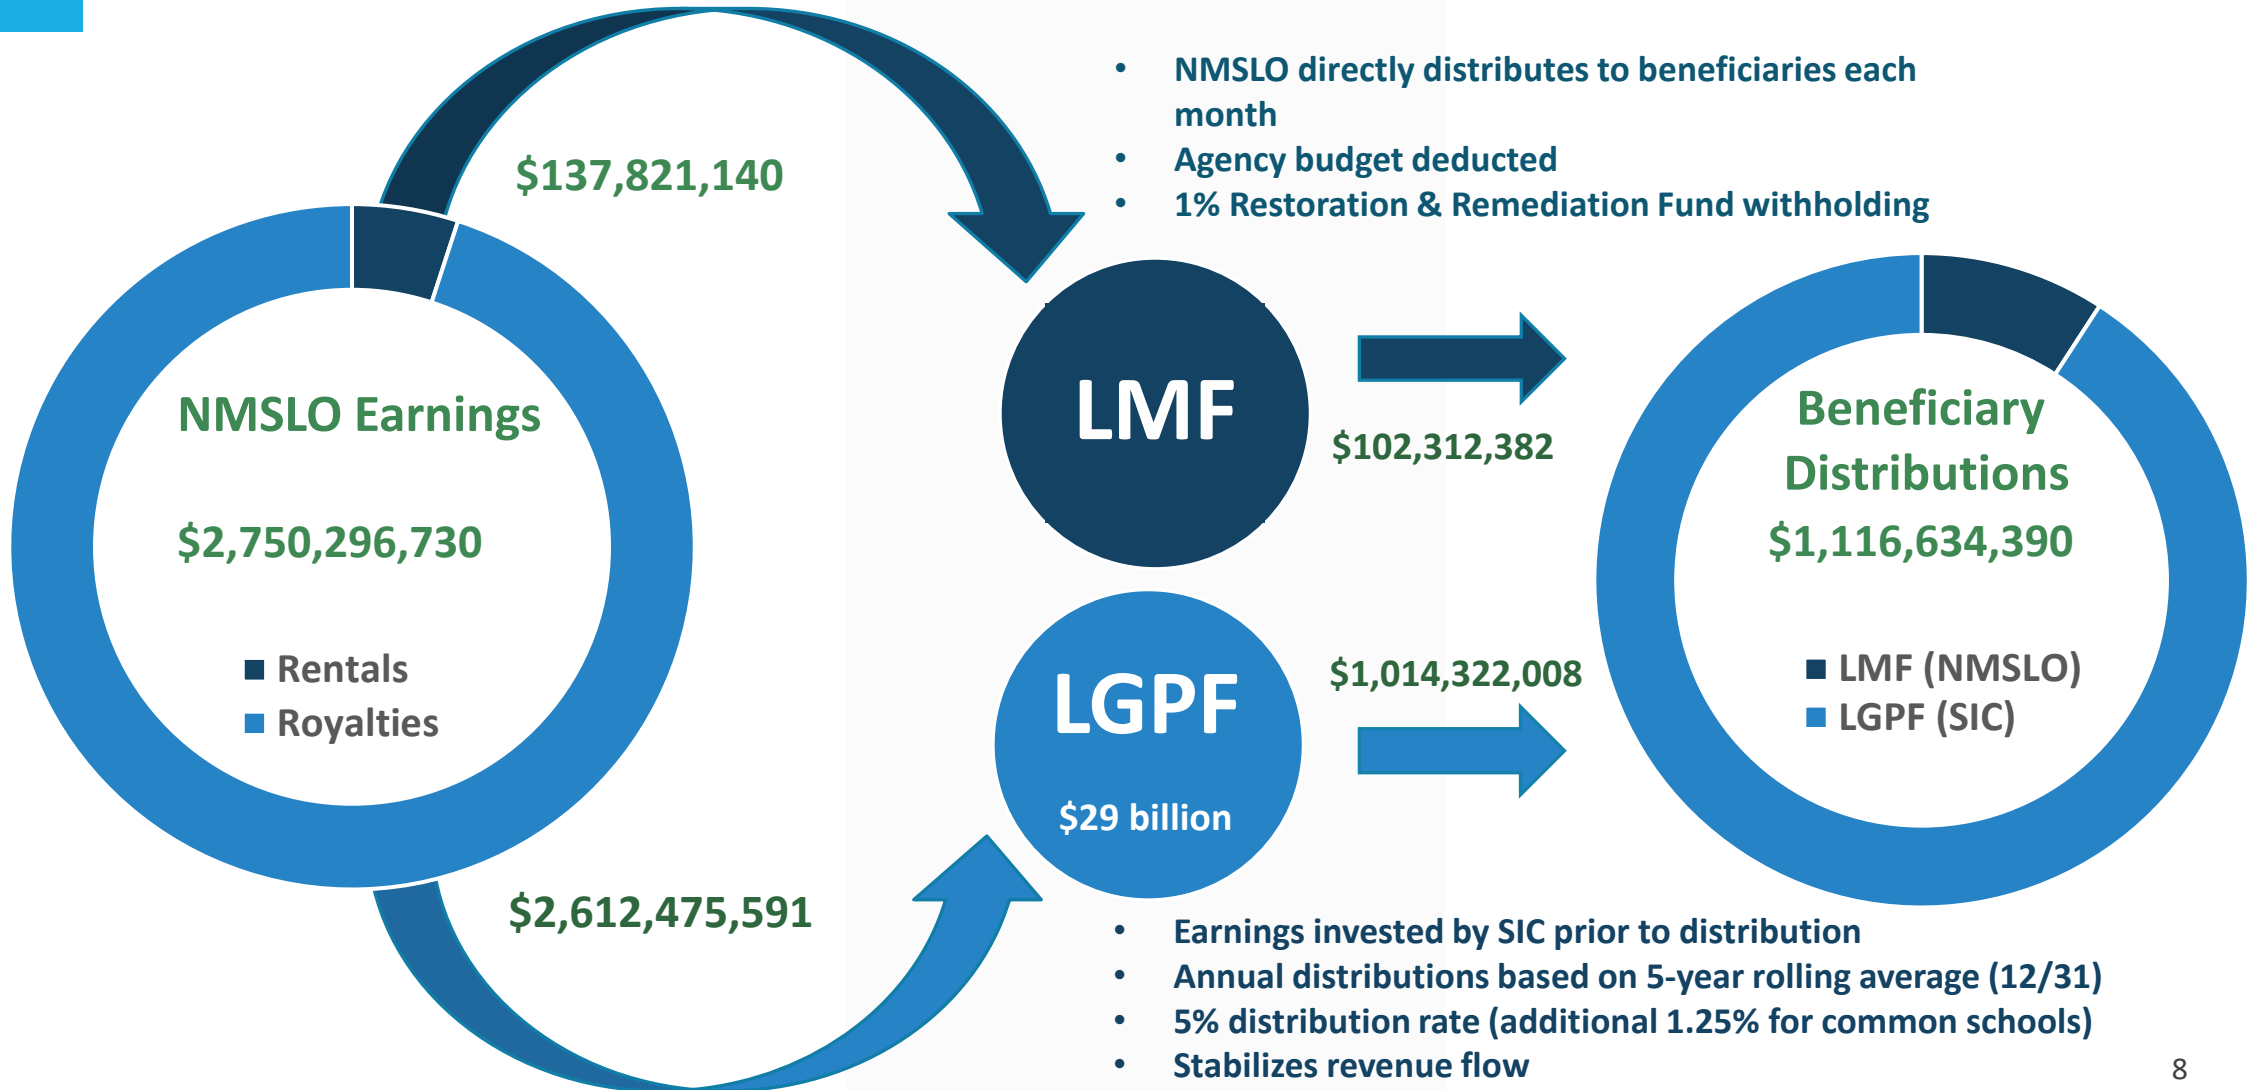 $137,821,140
• NMSLO directly distributes to beneficiaries each
month
• Agency budget deducted
• 1% Restoration & Remediation Fund withholding
NMSLO Earnings
$2,750,296,730
Rentals
Royalties
LMF
$102,312,382
LGPF
$29 billion
$1,014,322,008
Beneficiary
Distributions
$1,116,634,390
LMF (NMSLO)
LGPF (SIC)
$2,612,475,591
• Earnings invested by SIC prior to distribution
• Annual distributions based on 5-year rolling average (12/31)
• 5% distribution rate (additional 1.25% for common schools)
• Stabilizes revenue flow
8